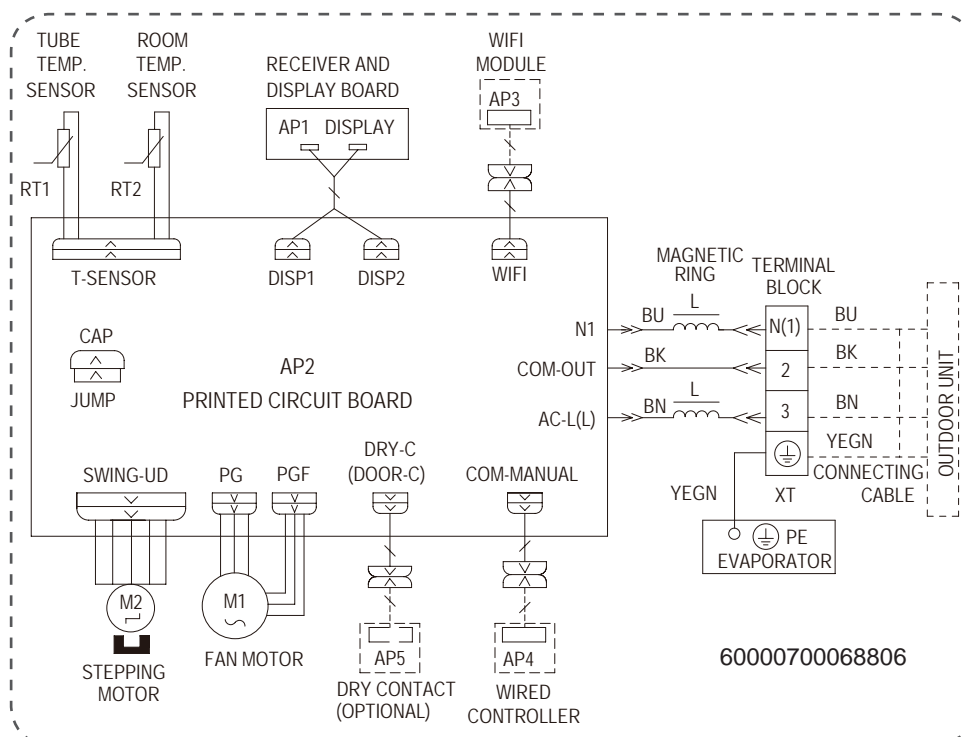 TUBE
TEMP.
SENSOR
ROOM
TEMP.
SENSOR
RECEIVER AND
DISPLAY BOARD
AP1 DISPLAY
WIFI
MODULE
AP3
RT1
RT2
T-SENSOR
DISP1
DISP2
WIFI
MAGNETIC
RING
TERMINAL
BLOCK
CAP
JUMP
AP2
PRINTED CIRCUIT BOARD
N1
BU
L
N(1)
BU
COM-OUT
BK
2
BK
AC-L(L)
BN
L
3
BN
YEGN
CONNECTING
CABLE
OUTDOOR UNIT
XT
YEGN
PE
EVAPORATOR
SWING-UD
PG
PGF
DRY-C
(DOOR-C)
COM-MANUAL
M2
STEPPING
MOTOR
M1
FAN MOTOR
AP5
DRY CONTACT
(OPTIONAL)
AP4
WIRED
CONTROLLER
60000700068806